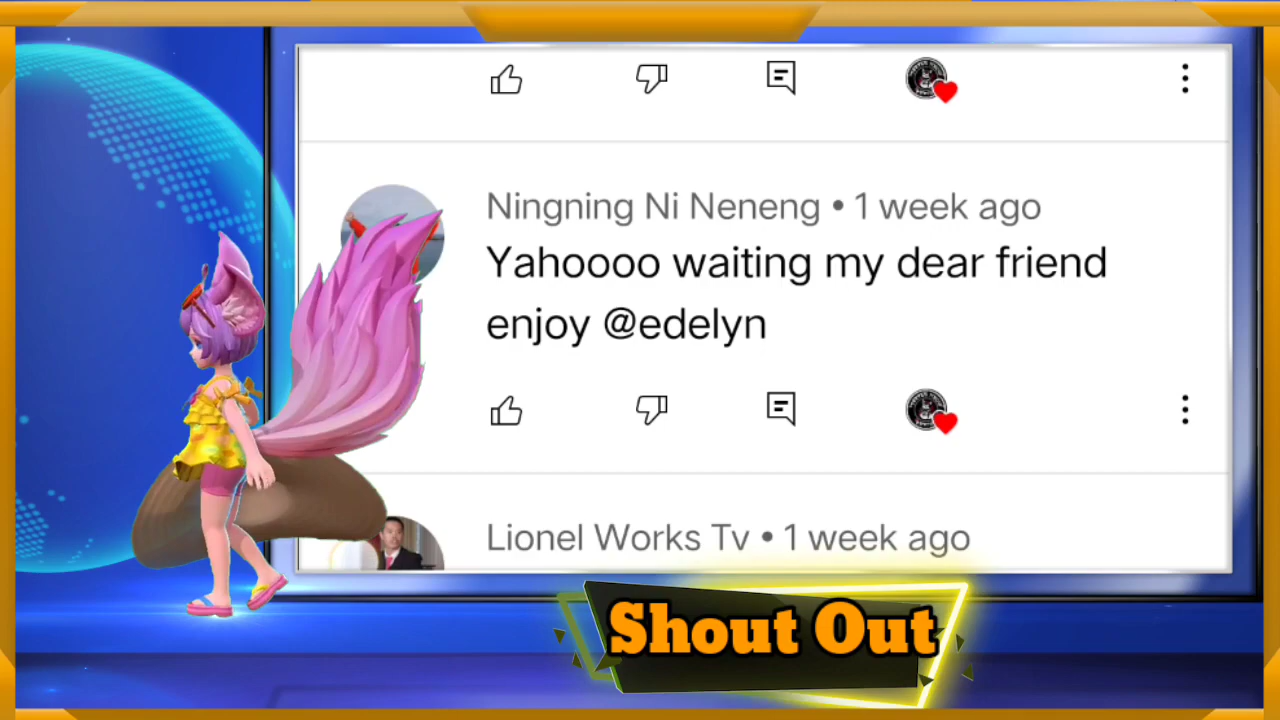 Ningning Ni Neneng • 1 week ago
Yahoooo waiting my dear friend
enjoy @edelyn
Lionel Works Tv • 1 week ago
Shout Out